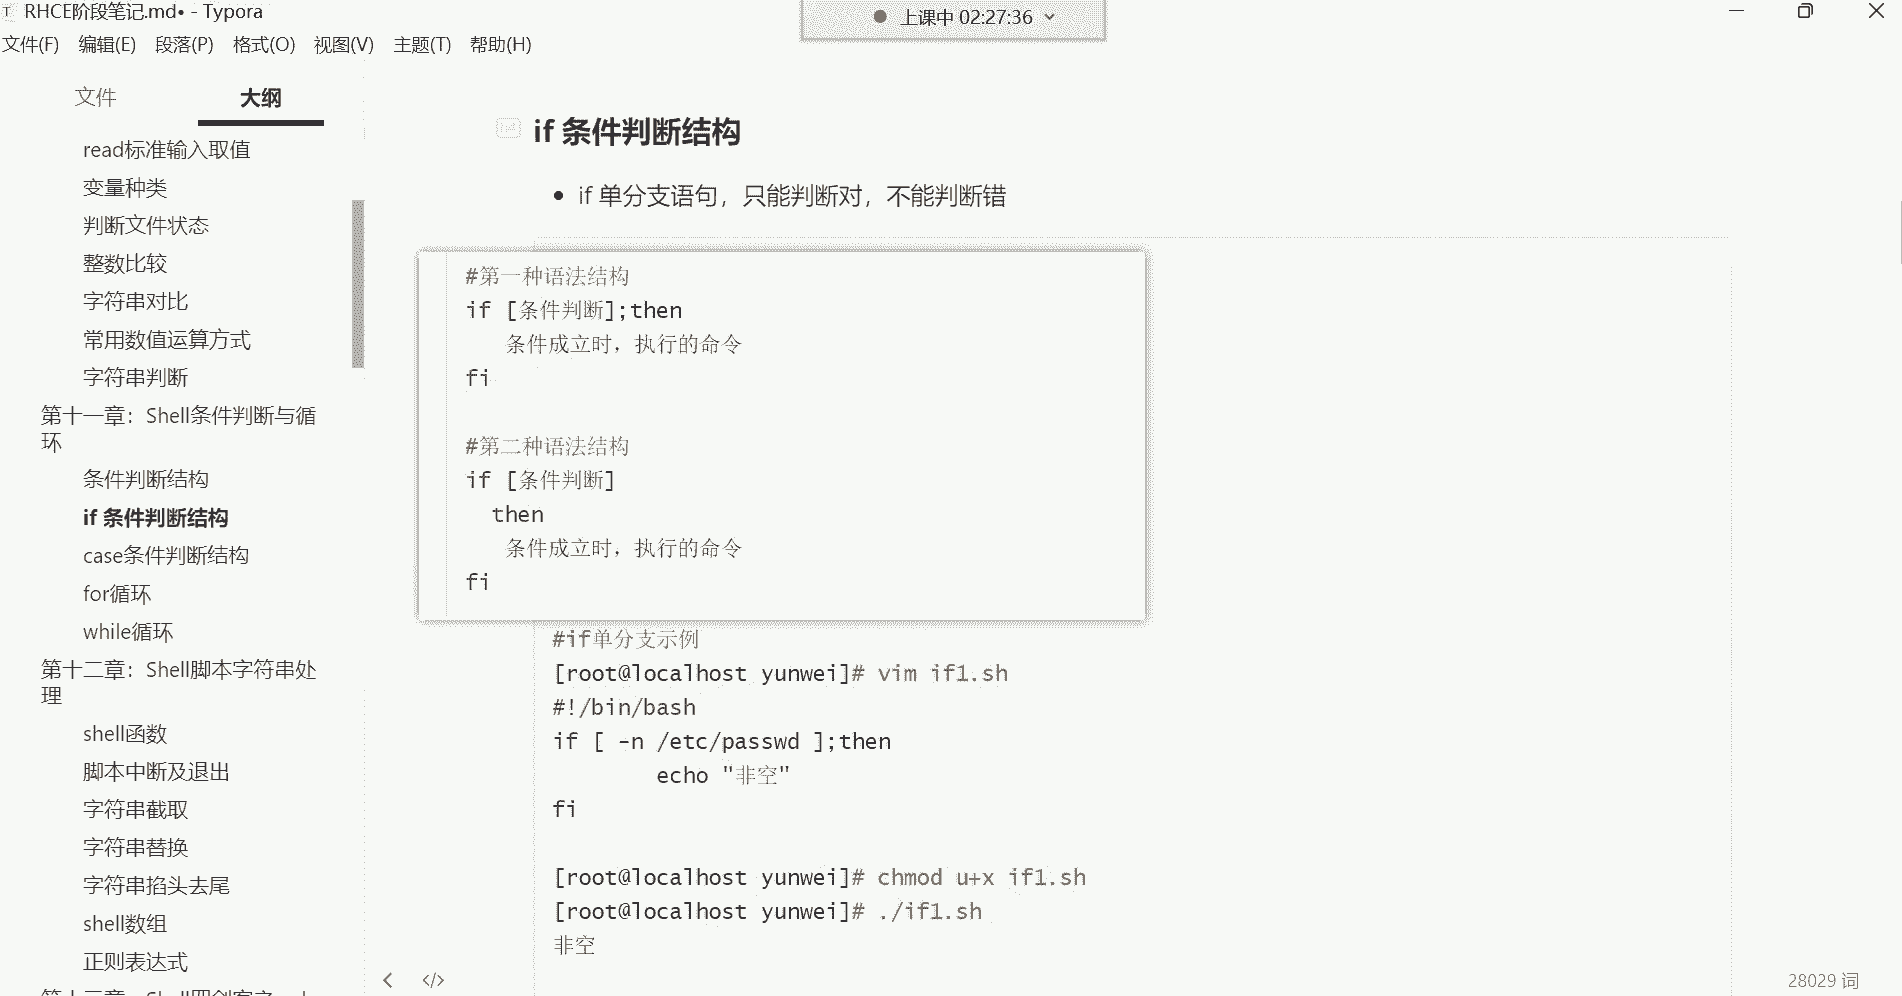 RHCE阶段笔记.md• - Typora
上课中 02:27:36
文件(F) 编辑(E) 段落(P) 格式(O) 视图(V) 主题(T) 帮助(H)
文件 大纲
read标准输入取值
变量种类
判断文件状态
整数比较
字符串对比
常用数值运算方式
字符串判断
第十一章：Shell条件判断与循
环
条件判断结构
if 条件判断结构
case条件判断结构
for循环
while循环
第十二章：Shell脚本字符串处
理
shell函数
脚本中断及退出
字符串截取
字符串替换
字符串掐头去尾
shell数组
正则表达式
if 条件判断结构
• if 单分支语句，只能判断对，不能判断错
#第一种语法结构
if [条件判断];then
条件成立时，执行的命令
fi
#第二种语法结构
if [条件判断]
then
条件成立时，执行的命令
fi
#if单分支示例
[root@localhost yunwei]# vim if1.sh
#!/bin/bash
if [ -n /etc/passwd ];then
echo "非空"
fi
[root@localhost yunwei]# chmod u+x if1.sh
[root@localhost yunwei]# ./if1.sh
非空
28029 词